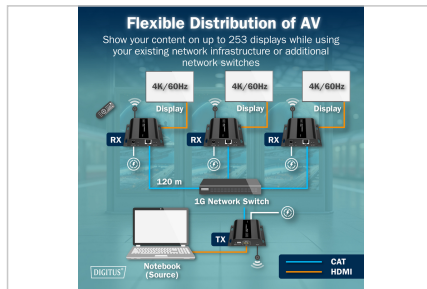 Flexible Distribution of AV
Show your content on up to 253 displays while using
your existing network infrastructure or additional
network switches
4K/60Hz
4K/60Hz
4K/60Hz
Display
Display
Display
RX
RX
RX
120 m
1G Network Switch
TX
Notebook
(Source)
DIGITUS®
CAT
HDMI